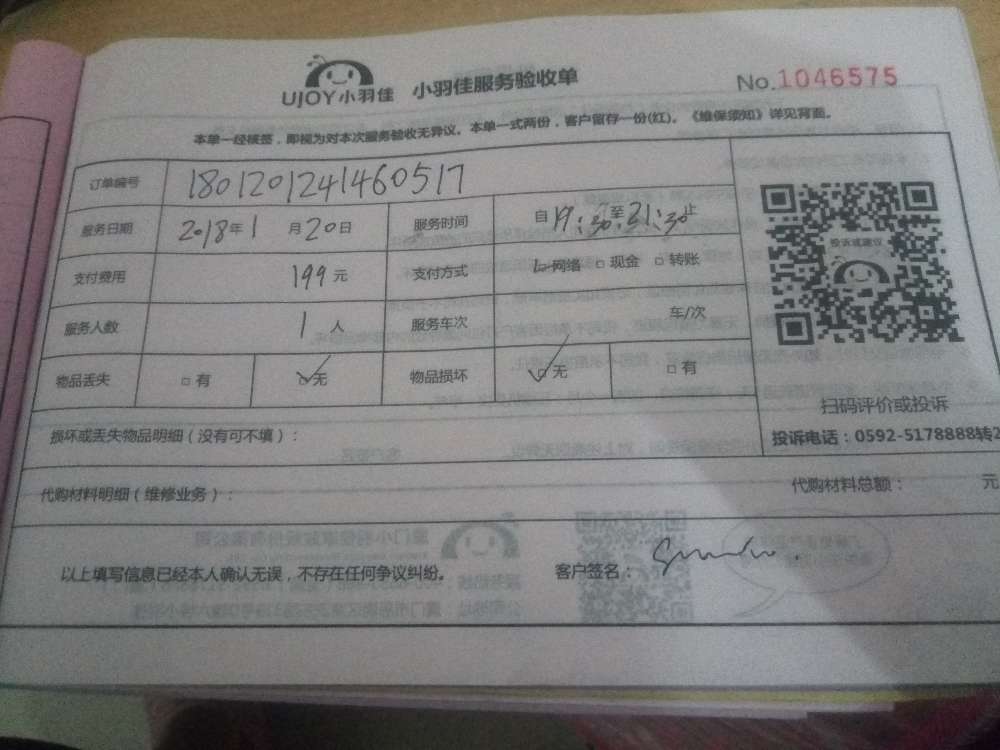 UJOY小羽佳 小羽佳服务验收单 No.1046575
本单一经核签，即视为对本次服务验收无异议。本单一式两份，客户留存一份(红)。《维保须知》详见背面。
订单编号 1801201241460517
服务日期 2018年1月20日 服务时间 自19:30至21:30止
支付费用 199元 支付方式 □网络 □现金 □转账
投诉或建议
服务人数 1人 服务车次 车/次
物品丢失 □有 □无 物品损坏 □无 □有
扫码评价或投诉
损坏或丢失物品明细（没有可不填）：
投诉电话：0592-5178888转2
代购材料明细（维修业务）： 代购材料总额： 元
以上填写信息已经本人确认无误，不存在任何争议纠纷。 客户签名：